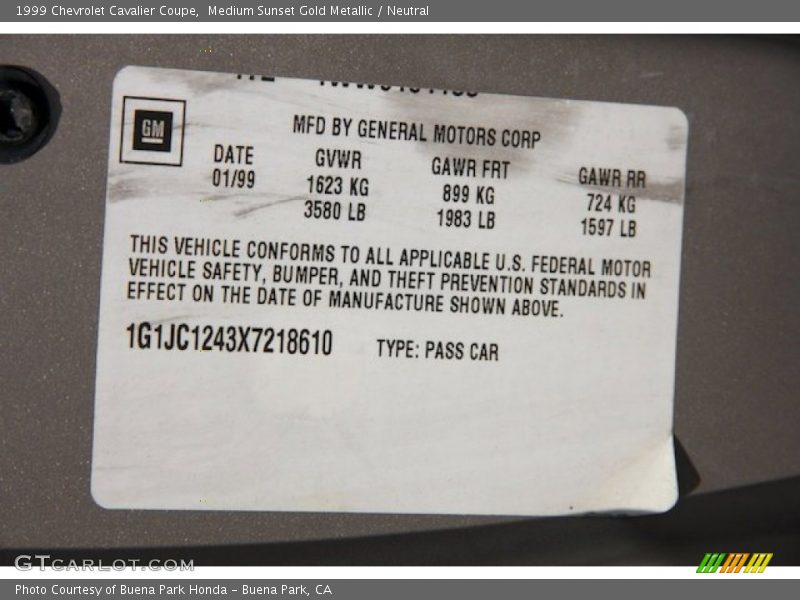 1999 Chevrolet Cavalier Coupe, Medium Sunset Gold Metallic / Neutral
GM
MFD BY GENERAL MOTORS CORP
DATE GVWR GAWR FRT GAWR RR
01/99 1623 KG 899 KG 724 KG
3580 LB 1983 LB 1597 LB
THIS VEHICLE CONFORMS TO ALL APPLICABLE U.S. FEDERAL MOTOR
VEHICLE SAFETY, BUMPER, AND THEFT PREVENTION STANDARDS IN
EFFECT ON THE DATE OF MANUFACTURE SHOWN ABOVE.
1G1JC1243X7218610 TYPE: PASS CAR
GTCARLOT.COM
Photo Courtesy of Buena Park Honda - Buena Park, CA